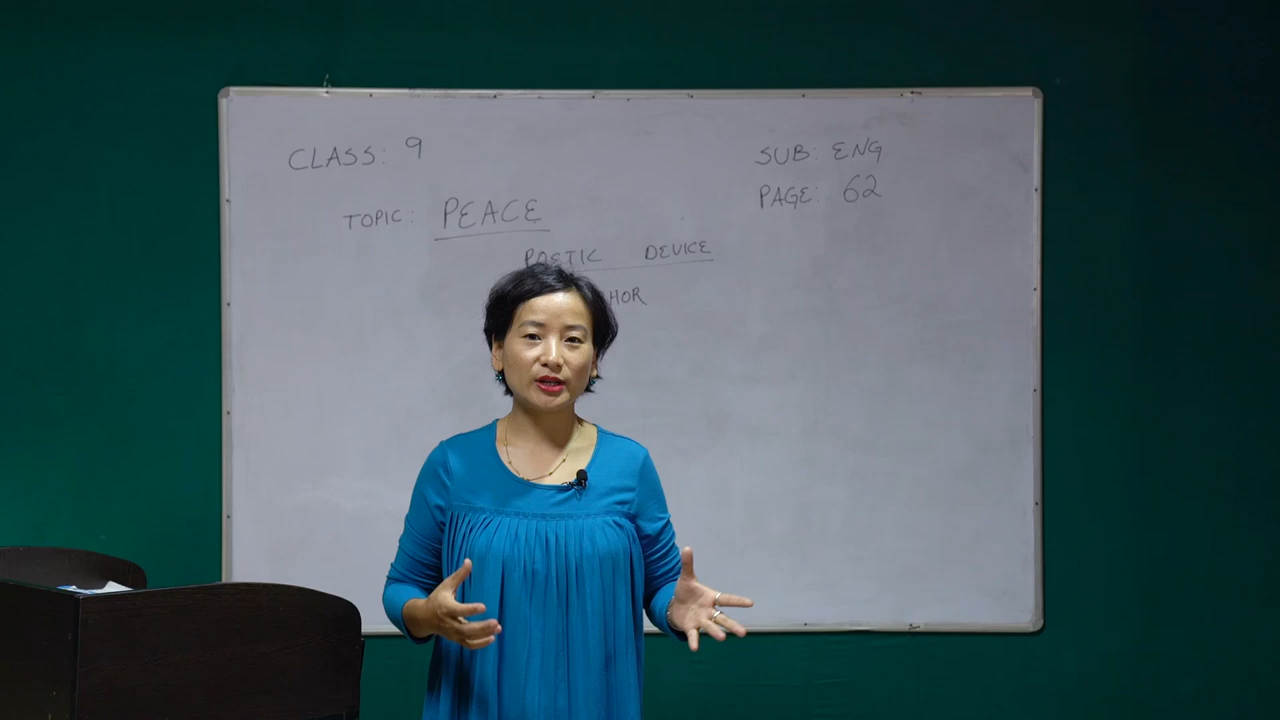 CLASS: 9
SUB: ENG
PAGE: 62
TOPIC: PEACE
POETIC DEVICE